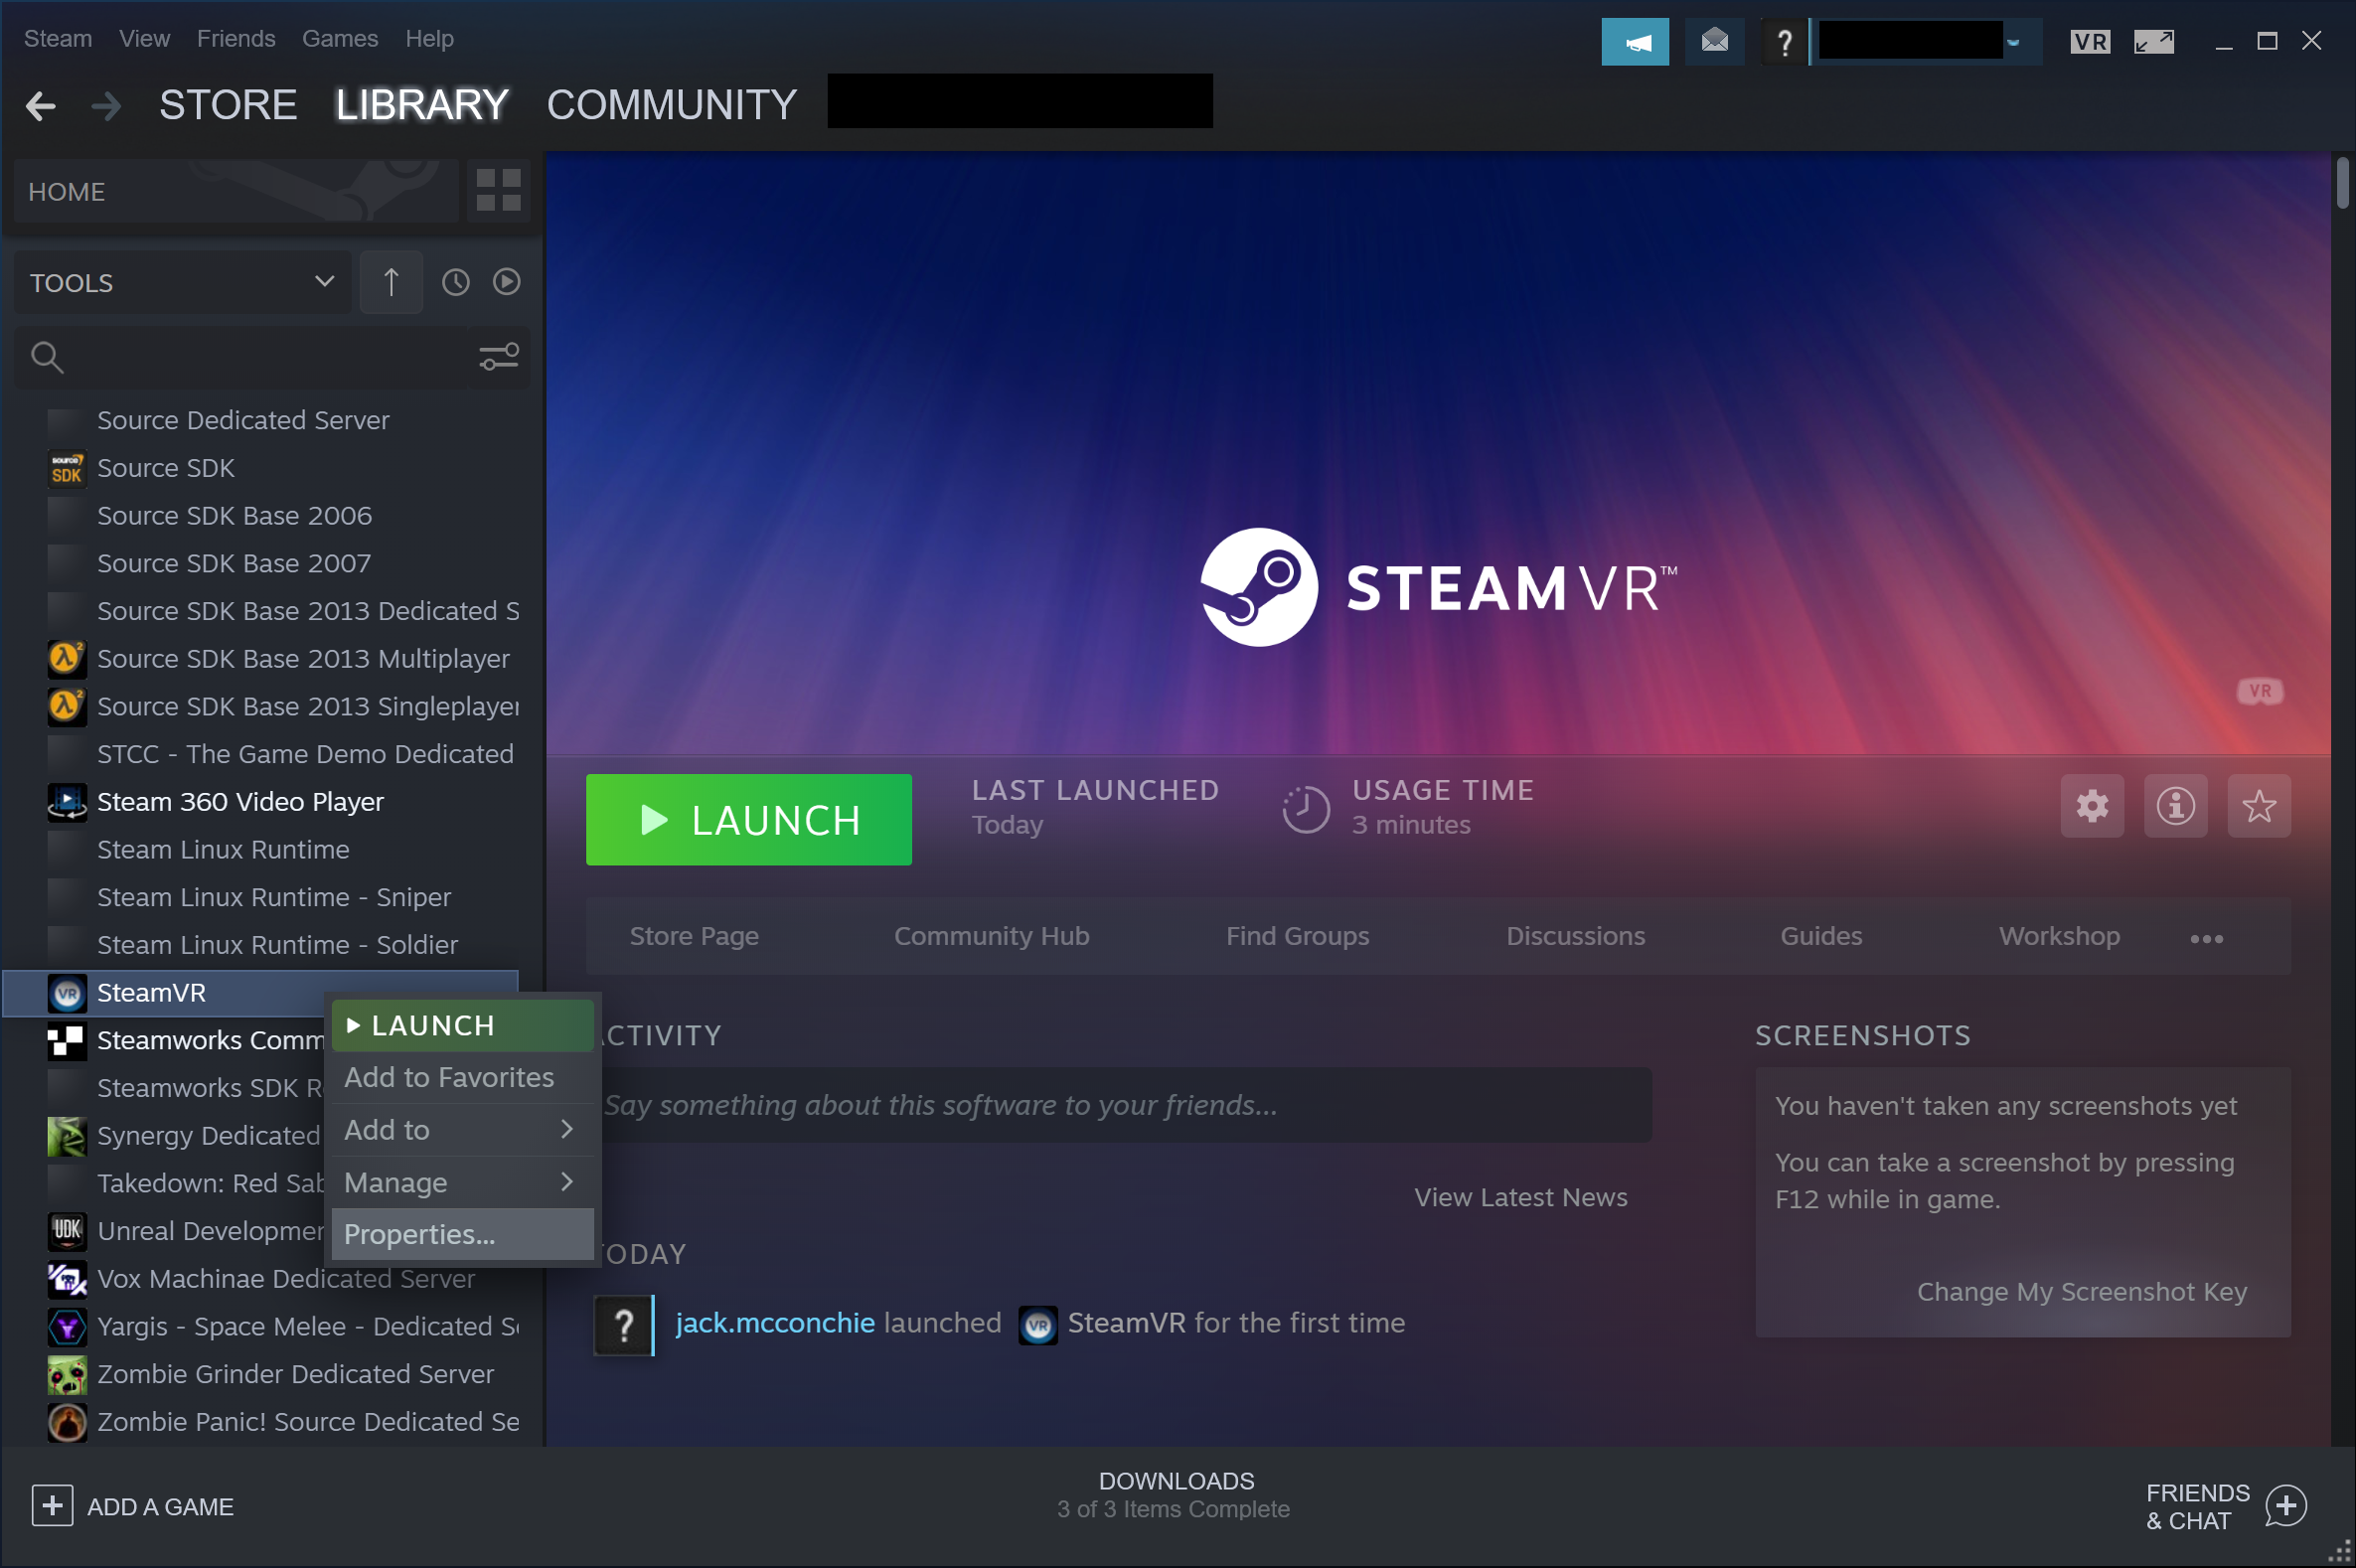 Steam View Friends Games Help
VR
STORE LIBRARY COMMUNITY
HOME
TOOLS
Source Dedicated Server
Source SDK
Source SDK Base 2006
Source SDK Base 2007
Source SDK Base 2013 Dedicated S
Source SDK Base 2013 Multiplayer
Source SDK Base 2013 Singleplayer
STCC - The Game Demo Dedicated
Steam 360 Video Player
Steam Linux Runtime
Steam Linux Runtime - Sniper
Steam Linux Runtime - Soldier
SteamVR
Steamworks Comm
Steamworks SDK R
Synergy Dedicated
Takedown: Red Sab
Unreal Developmen
Vox Machinae Dedicated Server
Yargis - Space Melee - Dedicated Se
Zombie Grinder Dedicated Server
Zombie Panic! Source Dedicated Se
LAUNCH
Add to Favorites
Add to
Manage
Properties...
STEAM VR™
VR
LAUNCH
LAST LAUNCHED
Today
USAGE TIME
3 minutes
Store Page Community Hub Find Groups Discussions Guides Workshop
CTIVITY
Say something about this software to your friends...
View Latest News
TODAY
jack.mcconchie launched SteamVR for the first time
SCREENSHOTS
You haven't taken any screenshots yet
You can take a screenshot by pressing
F12 while in game.
Change My Screenshot Key
ADD A GAME
DOWNLOADS
3 of 3 Items Complete
FRIENDS
& CHAT